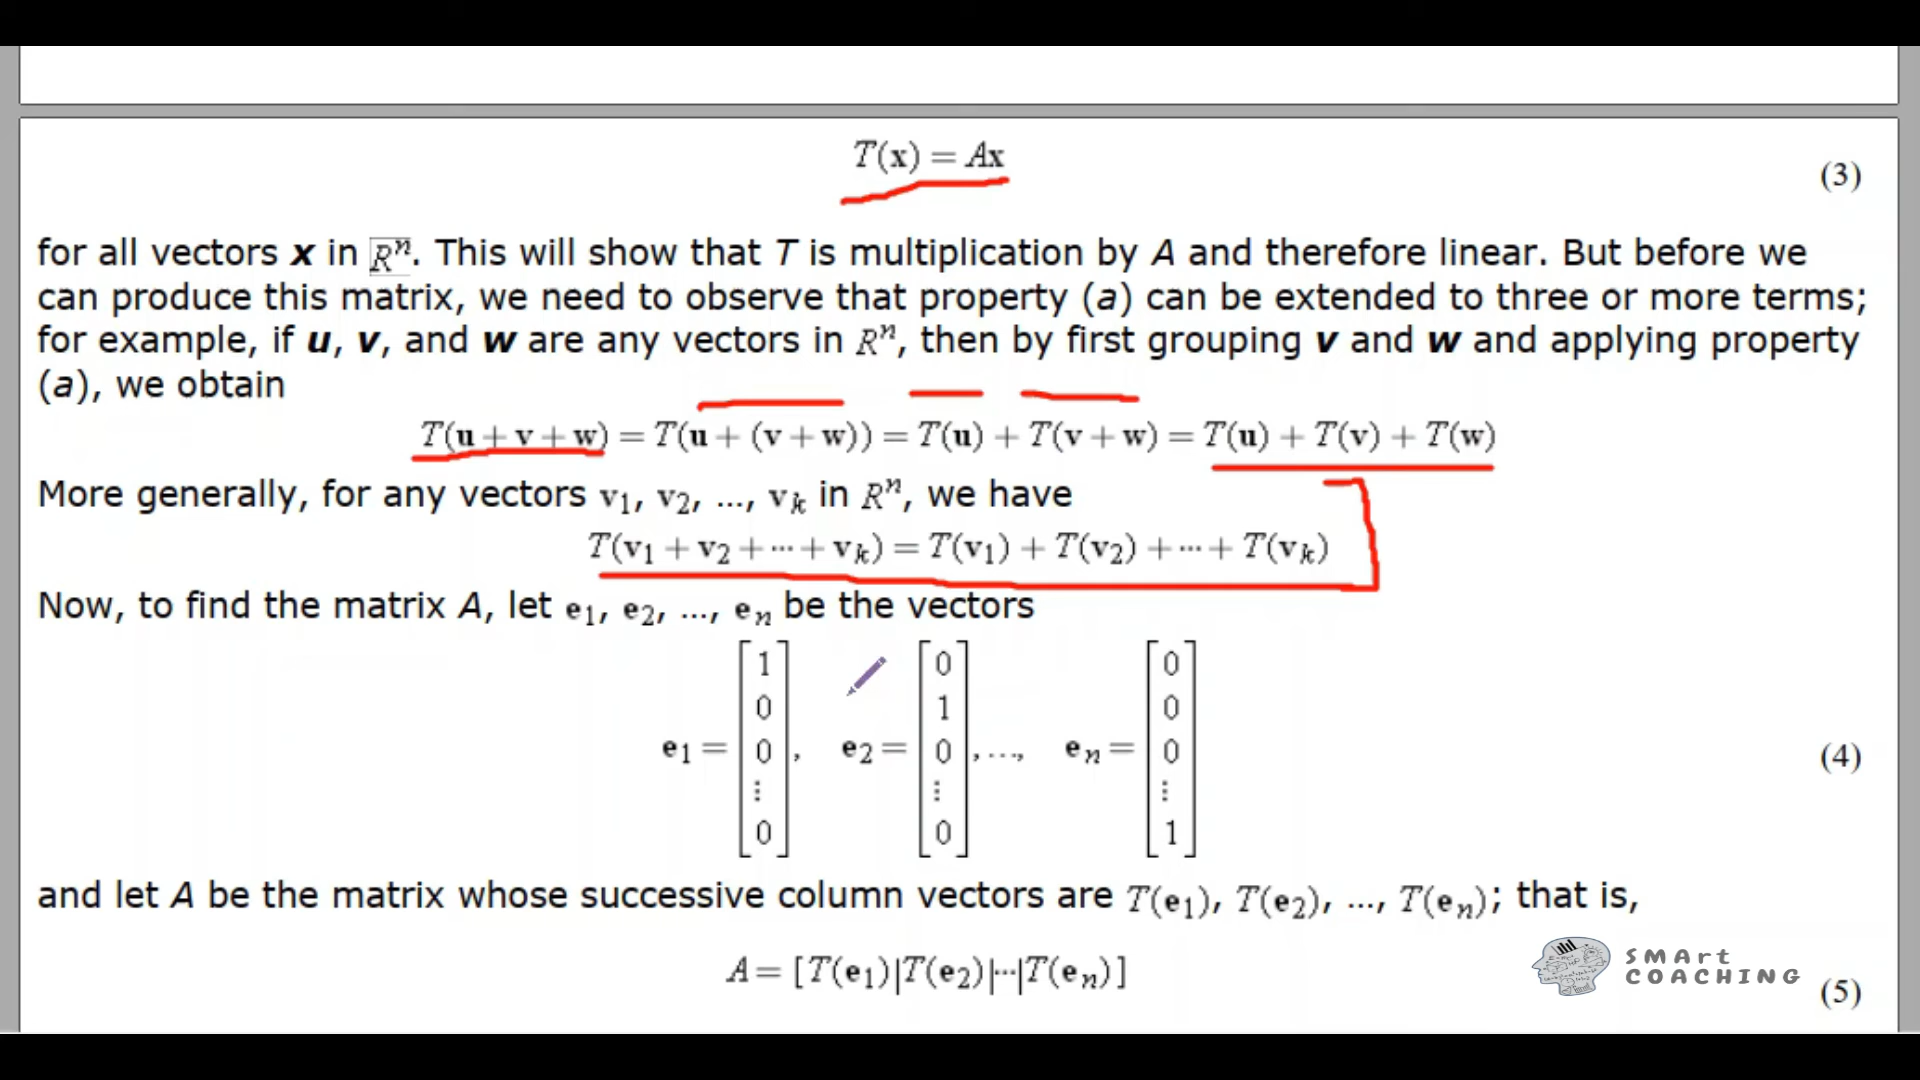 T(x) = Ax
(3)
for all vectors x in Rⁿ. This will show that T is multiplication by A and therefore linear. But before we
can produce this matrix, we need to observe that property (a) can be extended to three or more terms;
for example, if u, v, and w are any vectors in Rⁿ, then by first grouping v and w and applying property
(a), we obtain
T(u + v + w) = T(u + (v + w)) = T(u) + T(v + w) = T(u) + T(v) + T(w)
More generally, for any vectors v₁, v₂, ..., vₖ in Rⁿ, we have
T(v₁ + v₂ + ··· + vₖ) = T(v₁) + T(v₂) + ··· + T(vₖ)
Now, to find the matrix A, let e₁, e₂, ..., eₙ be the vectors
e₁ = [1 0 0 ⋮ 0], e₂ = [0 1 0 ⋮ 0], ..., eₙ = [0 0 0 ⋮ 1]
(4)
and let A be the matrix whose successive column vectors are T(e₁), T(e₂), ..., T(eₙ); that is,
A = [T(e₁)|T(e₂)|···|T(eₙ)]
(5)
SMArt
COACHING